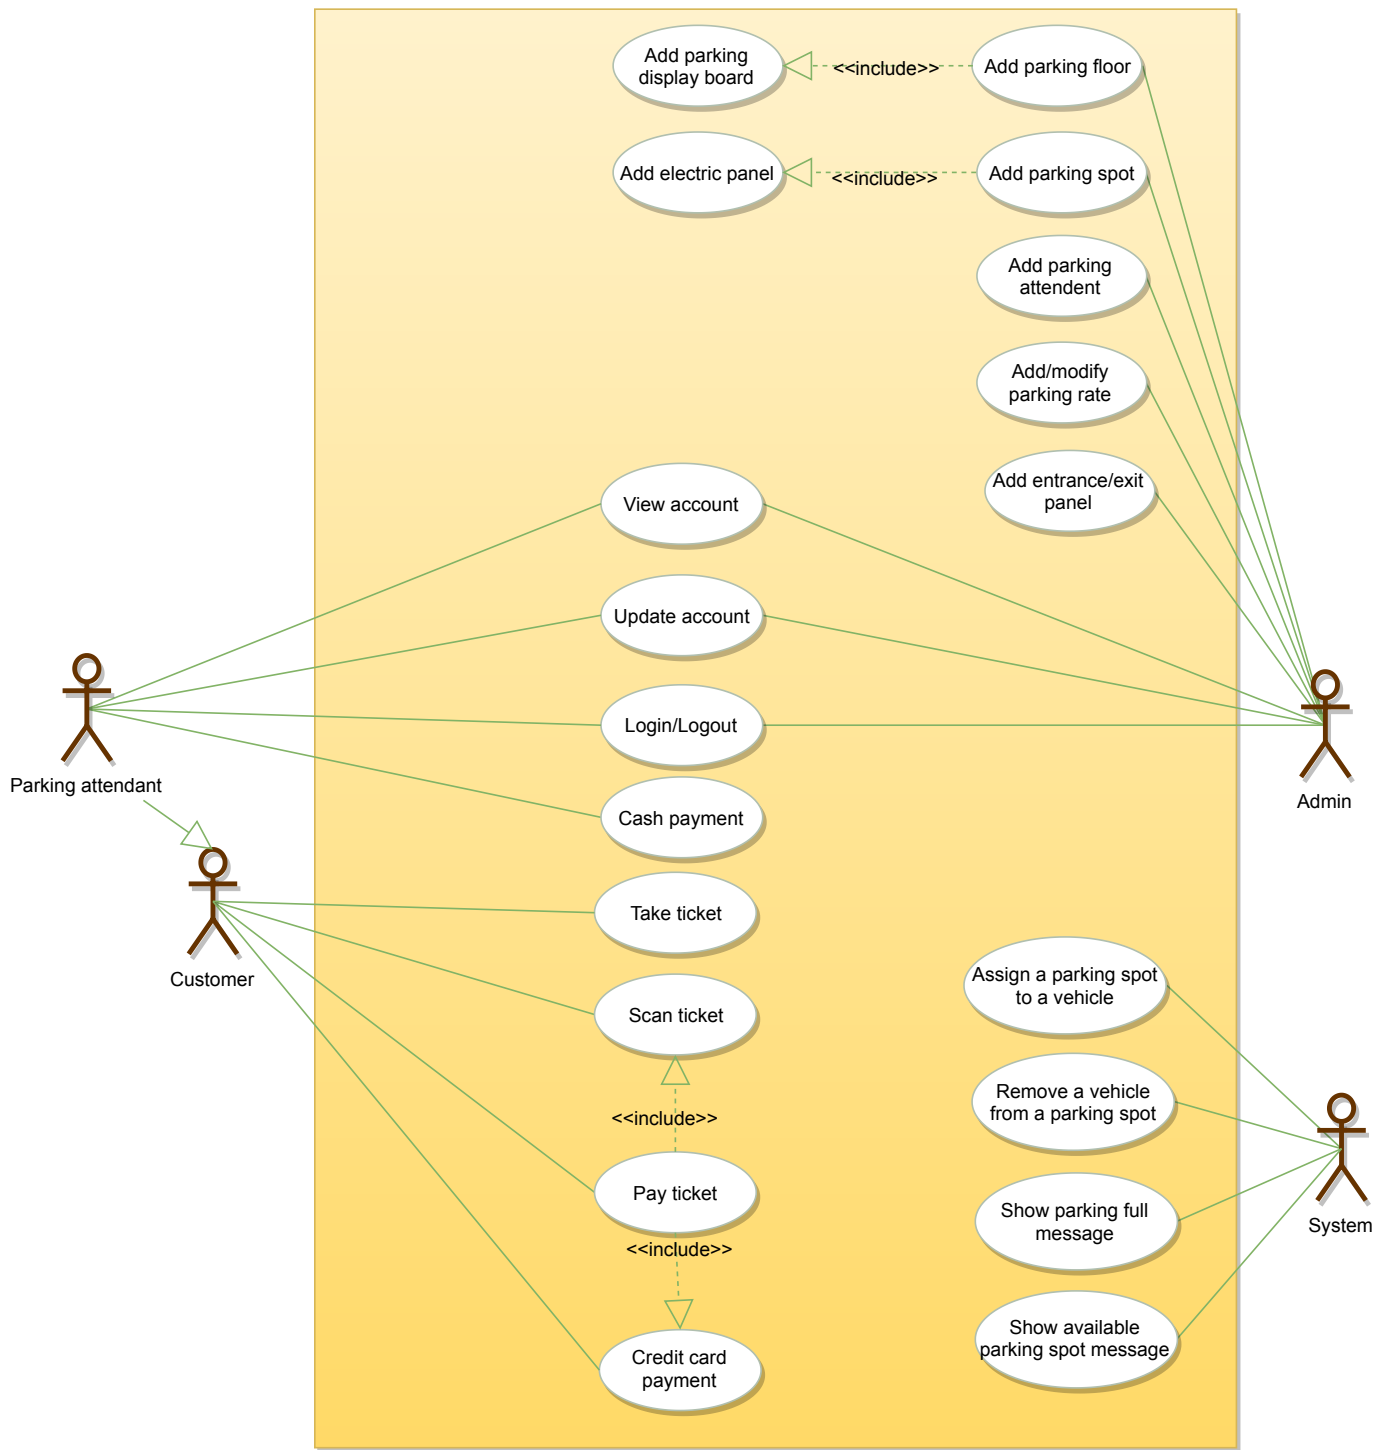 Add parking
display board
<<include>>
Add parking floor
Add electric panel
<<include>>
Add parking spot
Add parking
attendent
Add/modify
parking rate
Add entrance/exit
panel
View account
Update account
Login/Logout
Cash payment
Parking attendant
Admin
Take ticket
Customer
Scan ticket
Assign a parking spot
to a vehicle
Remove a vehicle
from a parking spot
<<include>>
Pay ticket
Show parking full
message
System
<<include>>
Credit card
payment
Show available
parking spot message